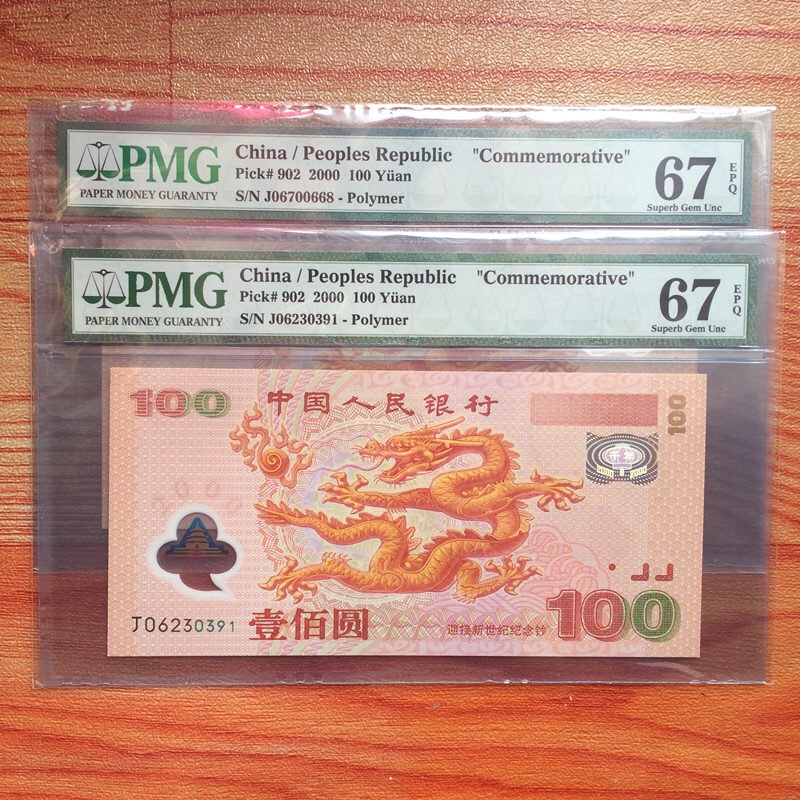 PMG
PAPER MONEY GUARANTY
China / Peoples Republic "Commemorative"
Pick# 902 2000 100 Yüan
S/N J06700668 - Polymer
67
EPQ
Superb Gem Unc
PMG
PAPER MONEY GUARANTY
China / Peoples Republic "Commemorative"
Pick# 902 2000 100 Yüan
S/N J06230391 - Polymer
67
EPQ
Superb Gem Unc
100
中国人民银行
100
2000 2000
J06230391
壹佰圆
迎接新世纪纪念钞
100